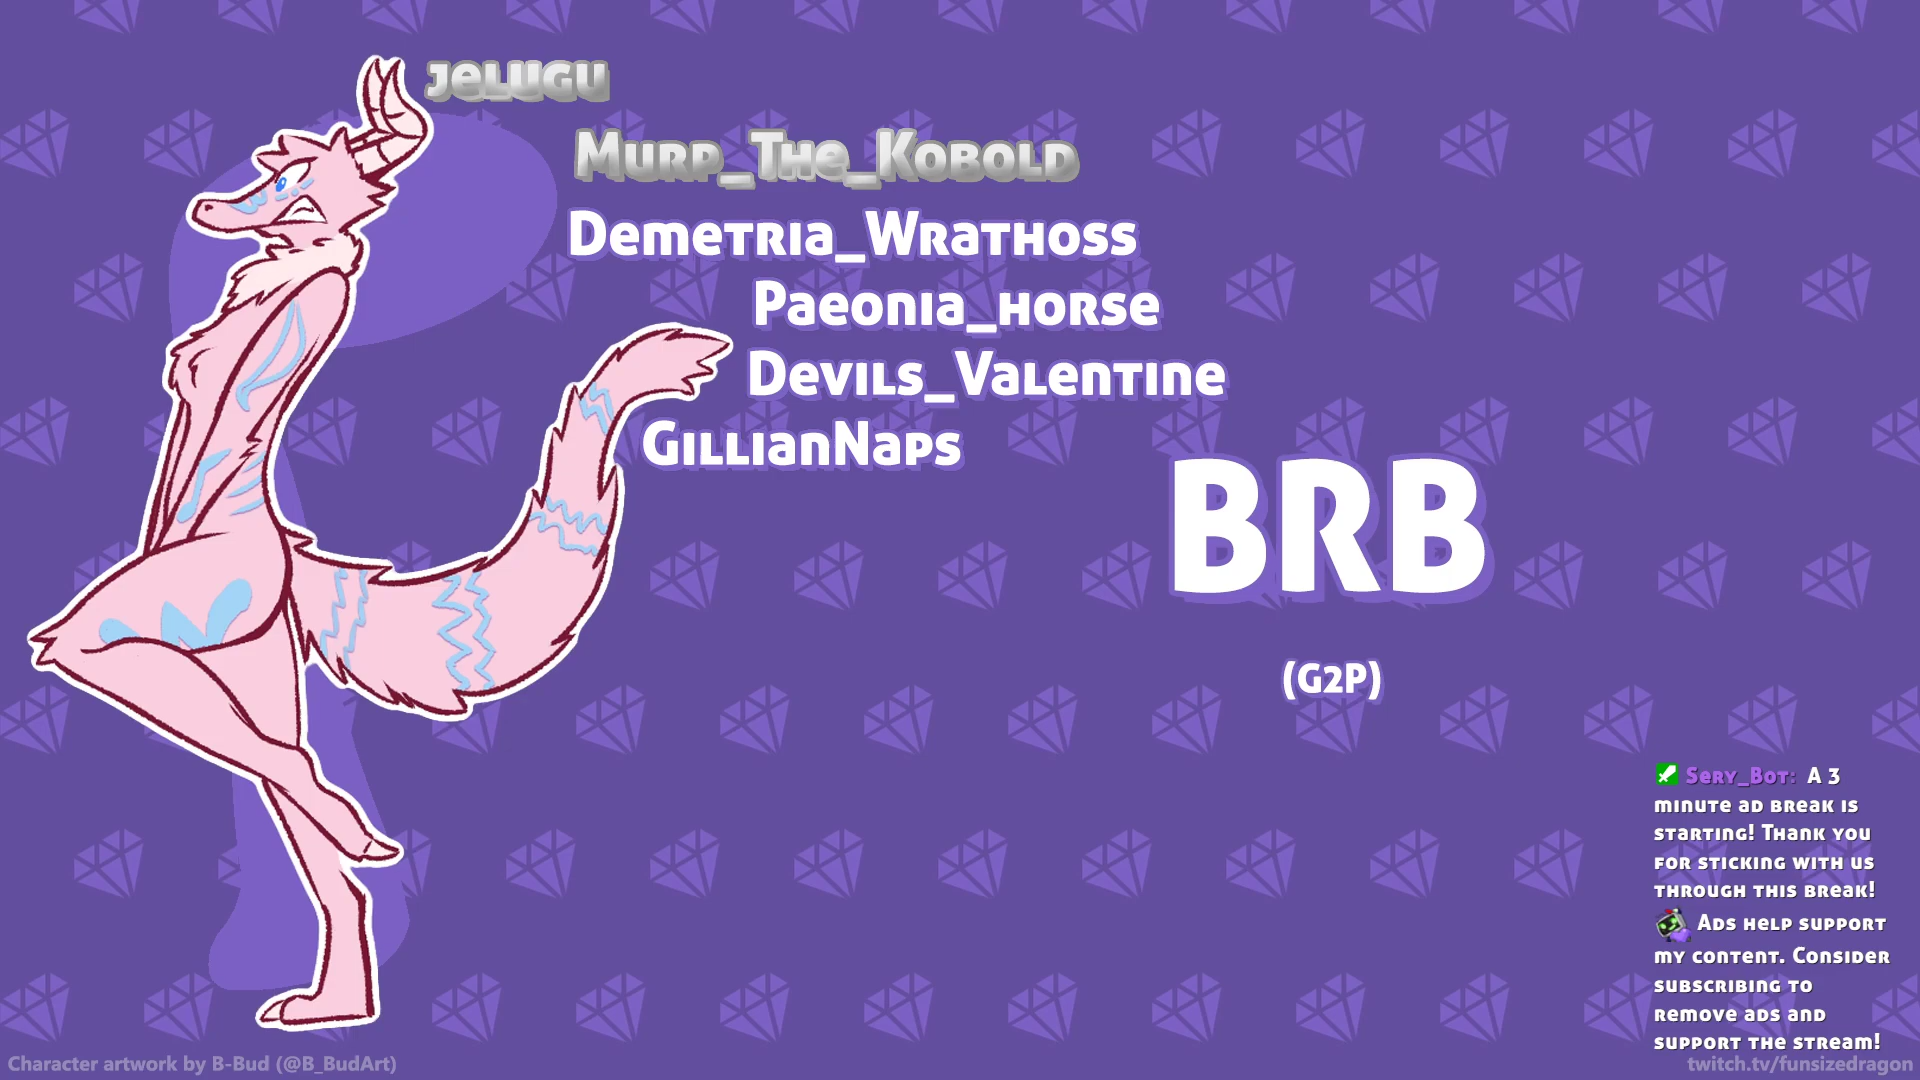 jelugu
Murp_The_Kobold
Demetria_Wrathoss
Paeonia_horse
Devils_Valentine
GillianNaps
BRB
(G2P)
Sery_Bot: A 3
minute ad break is
starting! Thank you
for sticking with us
through this break!
Ads help support
my content. Consider
subscribing to
remove ads and
support the stream!
Character artwork by B-Bud (@B_BudArt)
twitch.tv/funsizedragon